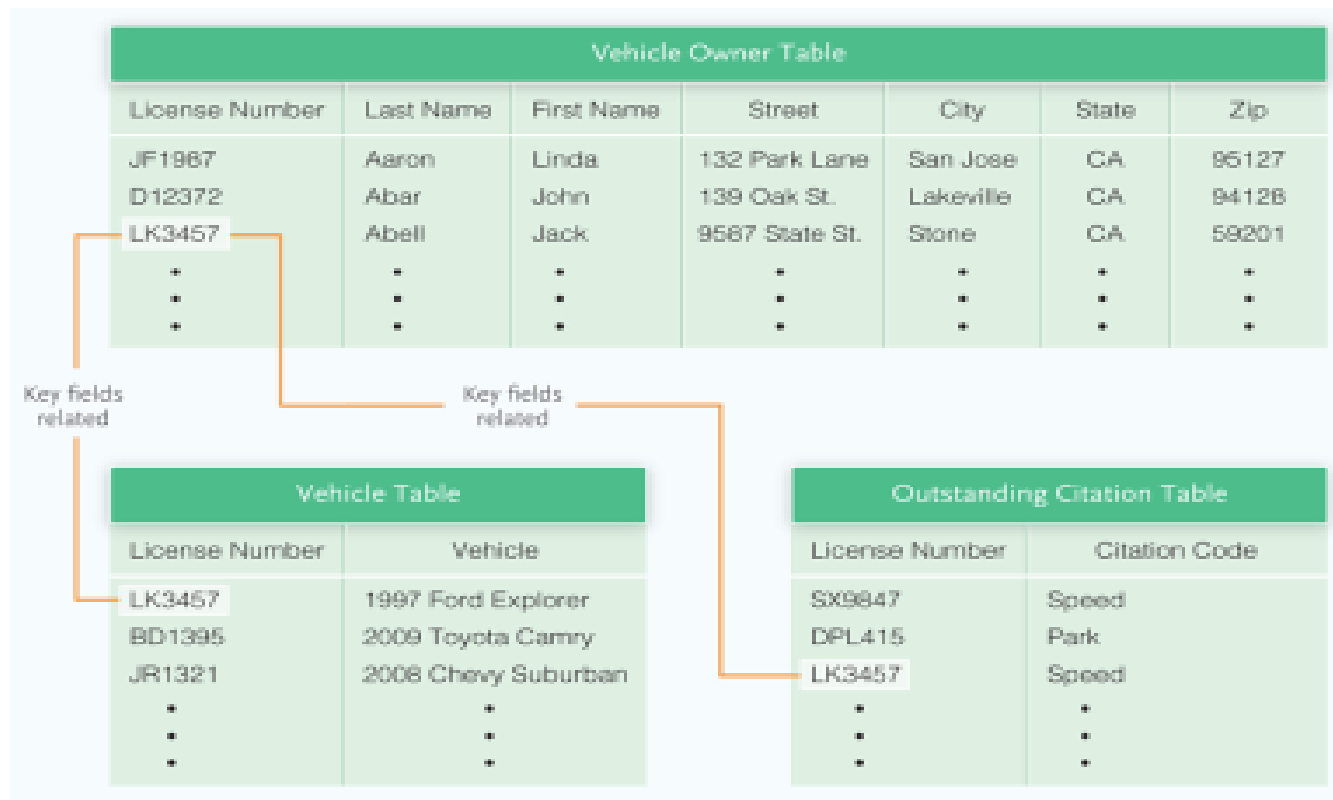 Vehicle Owner Table
License Number Last Name First Name Street City State Zip
JF1987 Aaron Linda 132 Park Lane San Jose CA 95127
D12372 Abar John 139 Oak St. Lakeville CA 94128
LK3457 Abell Jack 9587 State St. Stone CA 59201
Key fields
related
Key fields
related
Vehicle Table
License Number Vehicle
LK3457 1997 Ford Explorer
BD1395 2009 Toyota Camry
JR1321 2008 Chevy Suburban
Outstanding Citation Table
License Number Citation Code
SX9847 Speed
DPL415 Park
LK3457 Speed